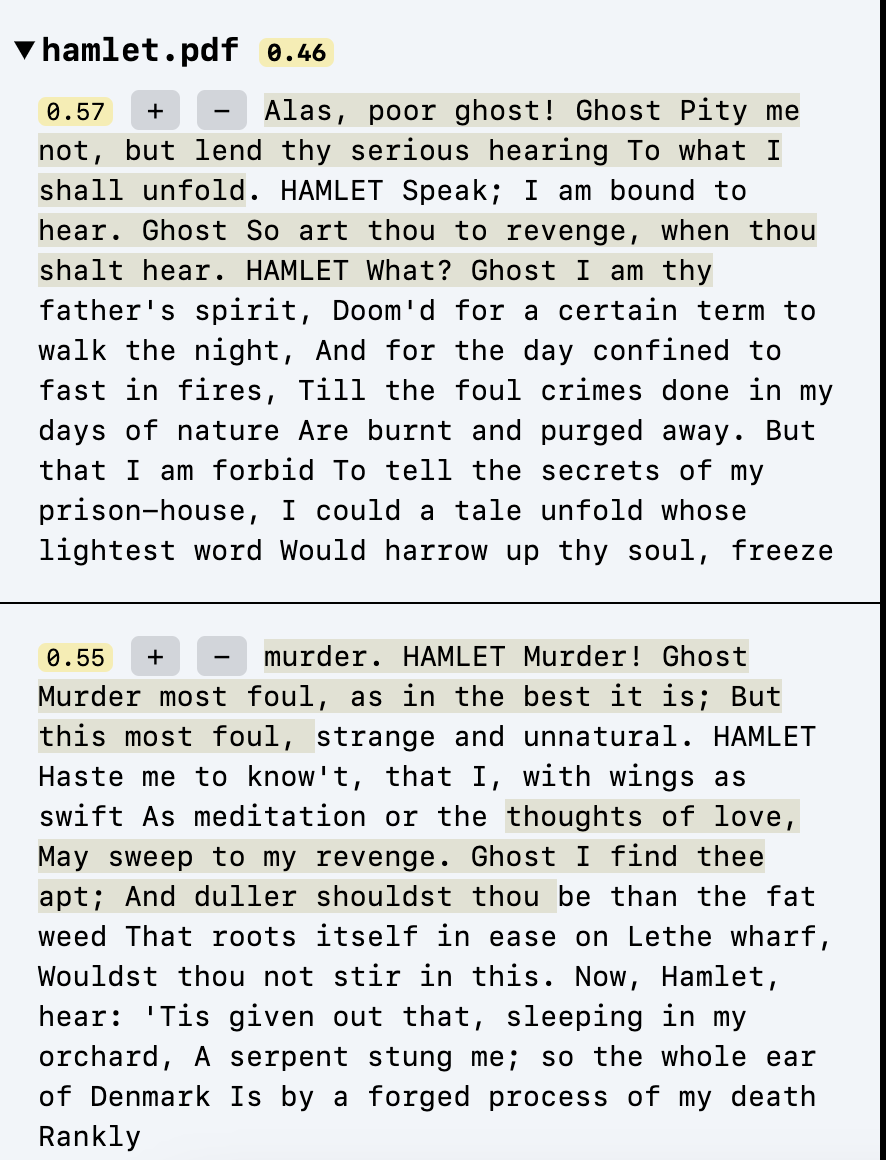 ▼hamlet.pdf 0.46
0.57 + − Alas, poor ghost! Ghost Pity me
not, but lend thy serious hearing To what I
shall unfold. HAMLET Speak; I am bound to
hear. Ghost So art thou to revenge, when thou
shalt hear. HAMLET What? Ghost I am thy
father's spirit, Doom'd for a certain term to
walk the night, And for the day confined to
fast in fires, Till the foul crimes done in my
days of nature Are burnt and purged away. But
that I am forbid To tell the secrets of my
prison-house, I could a tale unfold whose
lightest word Would harrow up thy soul, freeze
0.55 + − murder. HAMLET Murder! Ghost
Murder most foul, as in the best it is; But
this most foul, strange and unnatural. HAMLET
Haste me to know't, that I, with wings as
swift As meditation or the thoughts of love,
May sweep to my revenge. Ghost I find thee
apt; And duller shouldst thou be than the fat
weed That roots itself in ease on Lethe wharf,
Wouldst thou not stir in this. Now, Hamlet,
hear: 'Tis given out that, sleeping in my
orchard, A serpent stung me; so the whole ear
of Denmark Is by a forged process of my death
Rankly